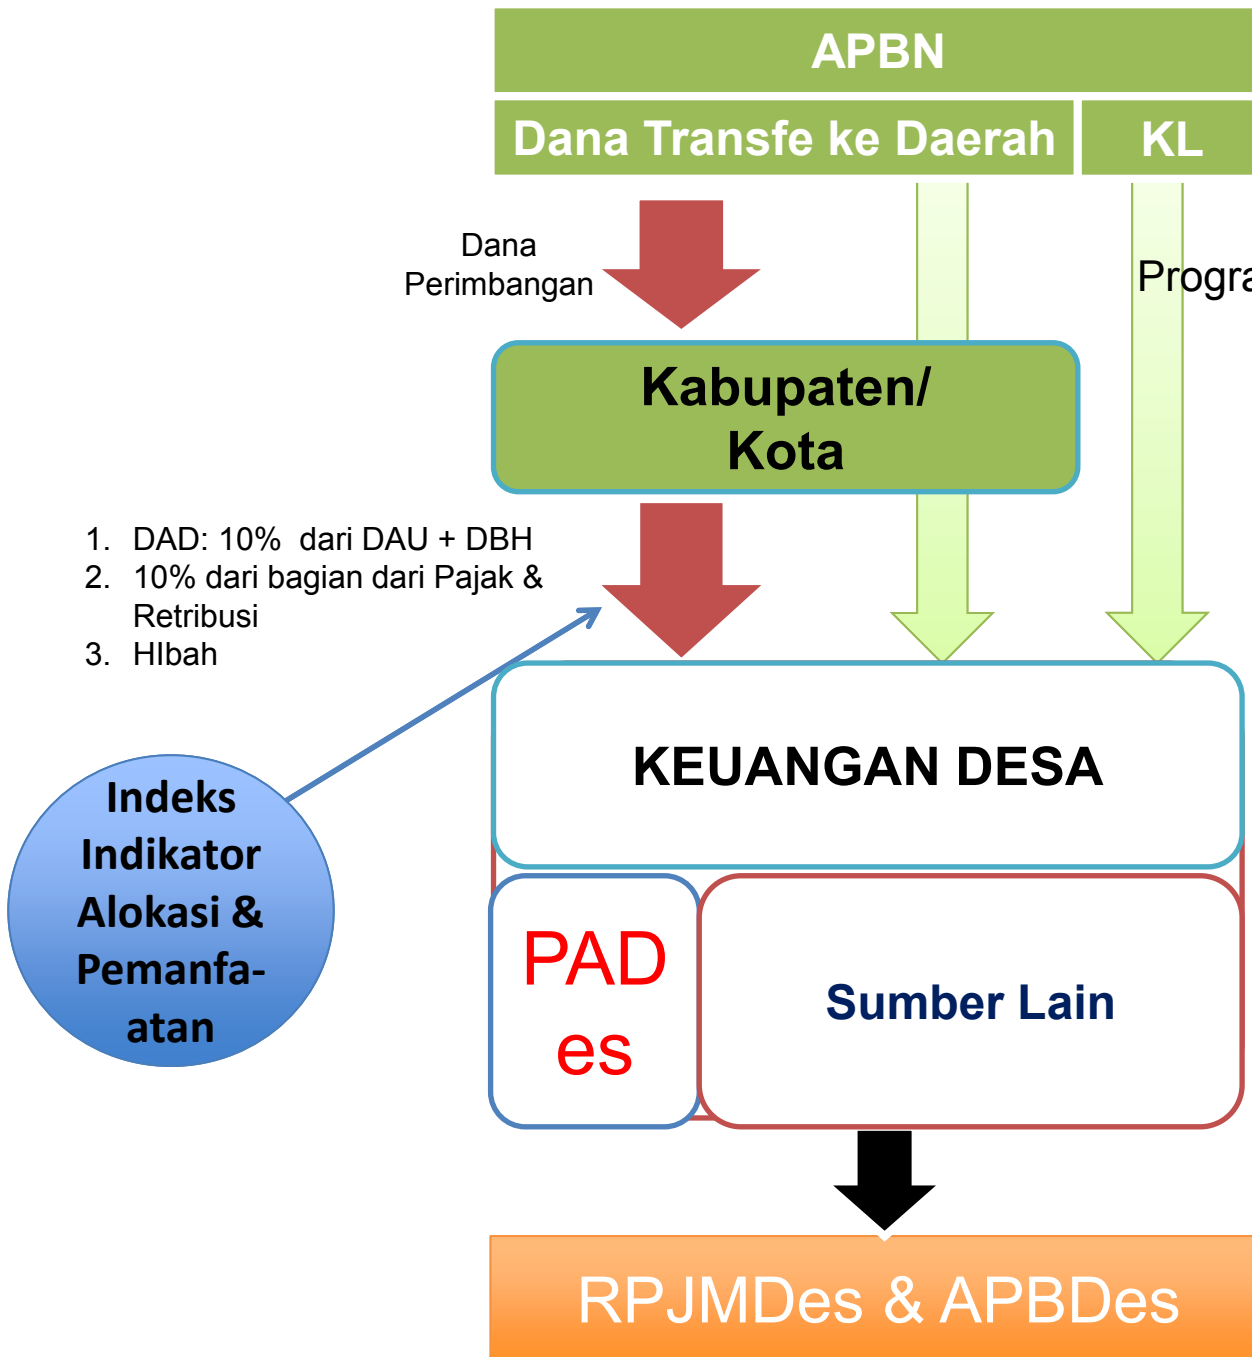 APBN
Dana Transfe ke Daerah
KL
Dana
Perimbangan
Progra
Kabupaten/
Kota
1. DAD: 10% dari DAU + DBH
2. 10% dari bagian dari Pajak &
Retribusi
3. HIbah
KEUANGAN DESA
Indeks
Indikator
Alokasi &
Pemanfa-
atan
PAD
es
Sumber Lain
RPJMDes & APBDes